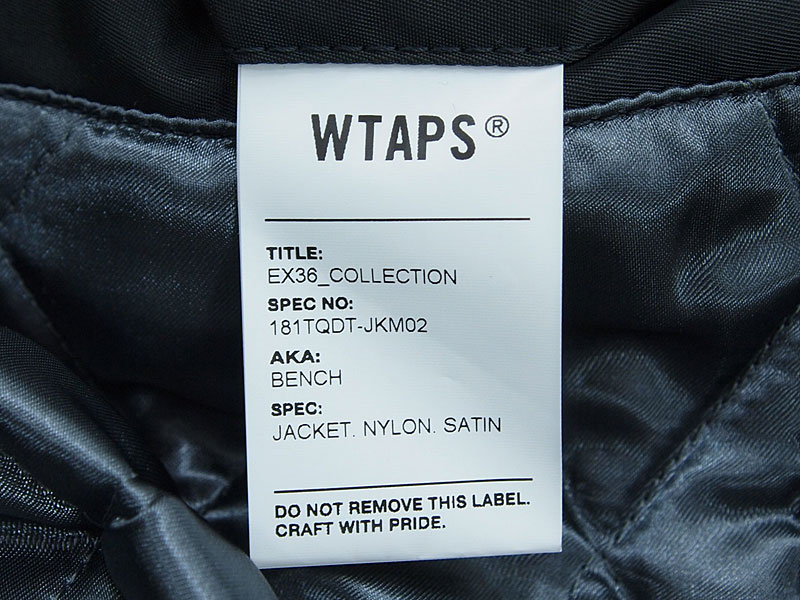 WTAPS®
TITLE:
EX36_COLLECTION
SPEC NO:
181TQDT-JKM02
AKA:
BENCH
SPEC:
JACKET. NYLON. SATIN
DO NOT REMOVE THIS LABEL.
CRAFT WITH PRIDE.